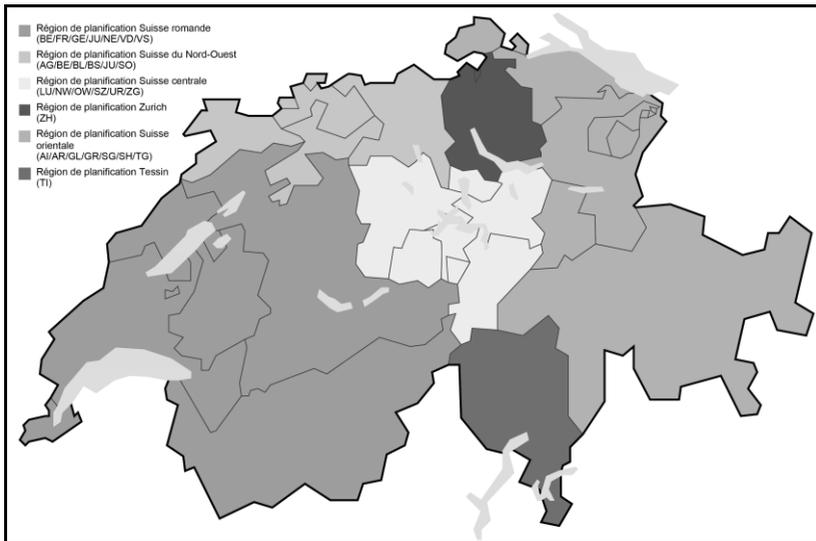 Région de planification Suisse romande
(BE/FR/GE/JU/NE/VD/VS)
Région de planification Suisse du Nord-Ouest
(AG/BE/BL/BS/JU/SO)
Région de planification Suisse centrale
(LU/NW/OW/SZ/UR/ZG)
Région de planification Zurich
(ZH)
Région de planification Suisse
orientale
(AI/AR/GL/GR/SG/SH/TG)
Région de planification Tessin
(TI)